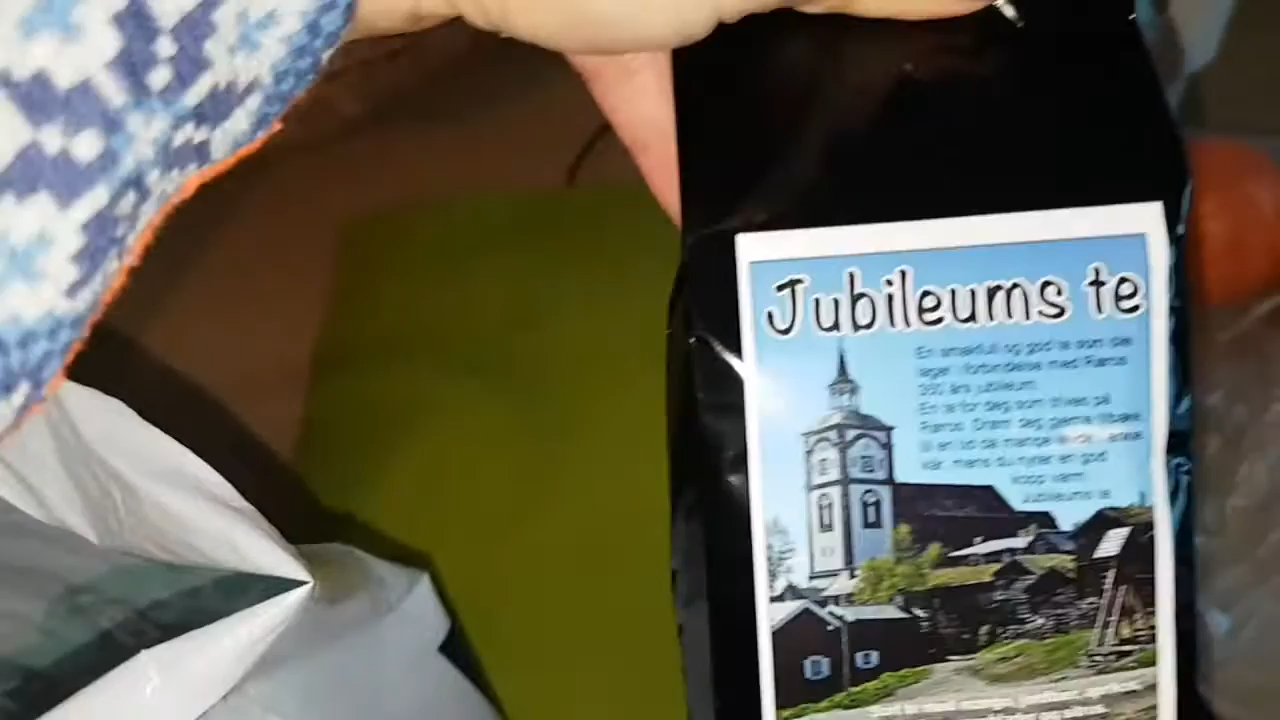 Jubileums te
En smakfull og god te som ble
laget i forbindelse med Røros
350 års jubileum.
En te for deg som trives på
Røros. Drøm deg gjerne tilbake
til en tid da mange
var, mens du nyter en god
kopp varm
Jubileums te